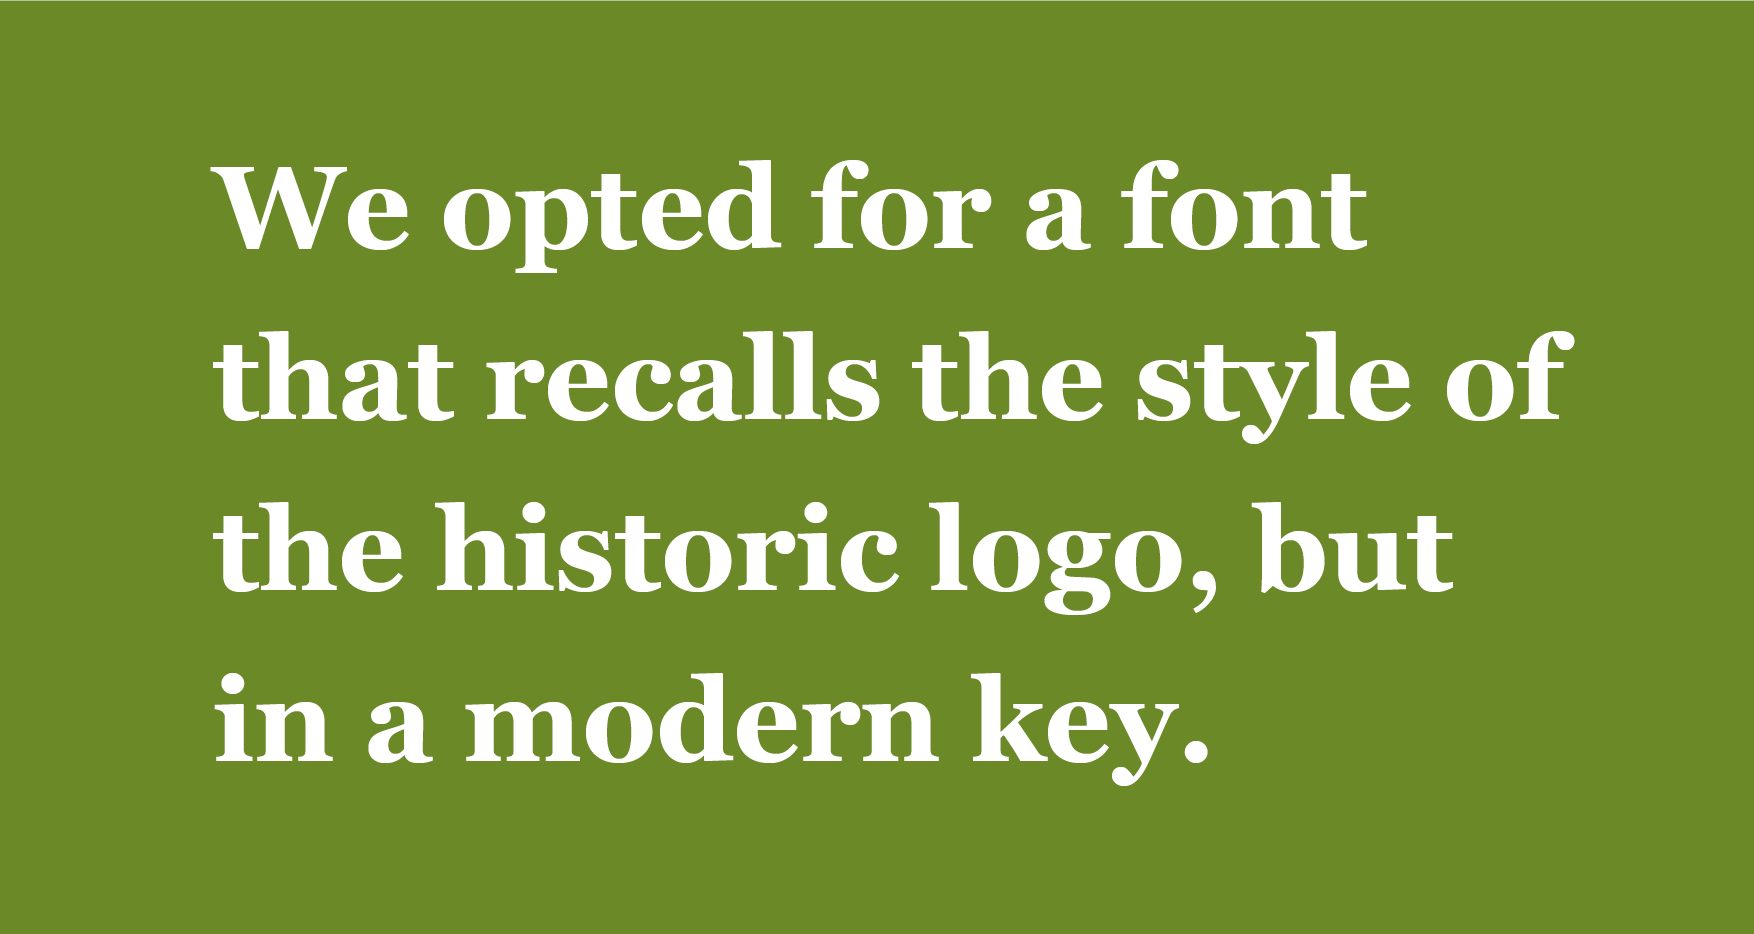 We opted for a font
that recalls the style of
the historic logo, but
in a modern key.